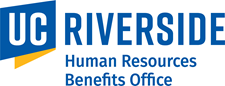 UC RIVERSIDE
Human Resources
Benefits Office